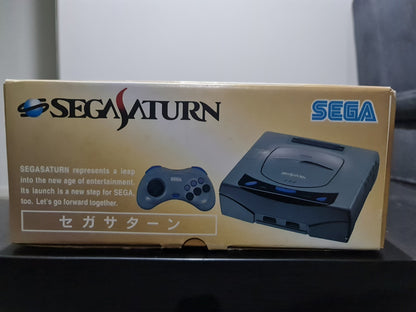 SEGASATURN
SEGA
SEGASATURN represents a leap
into the new age of entertainment.
Its launch is a new step for SEGA,
too. Let's go forward together.
セガサターン
SEGA